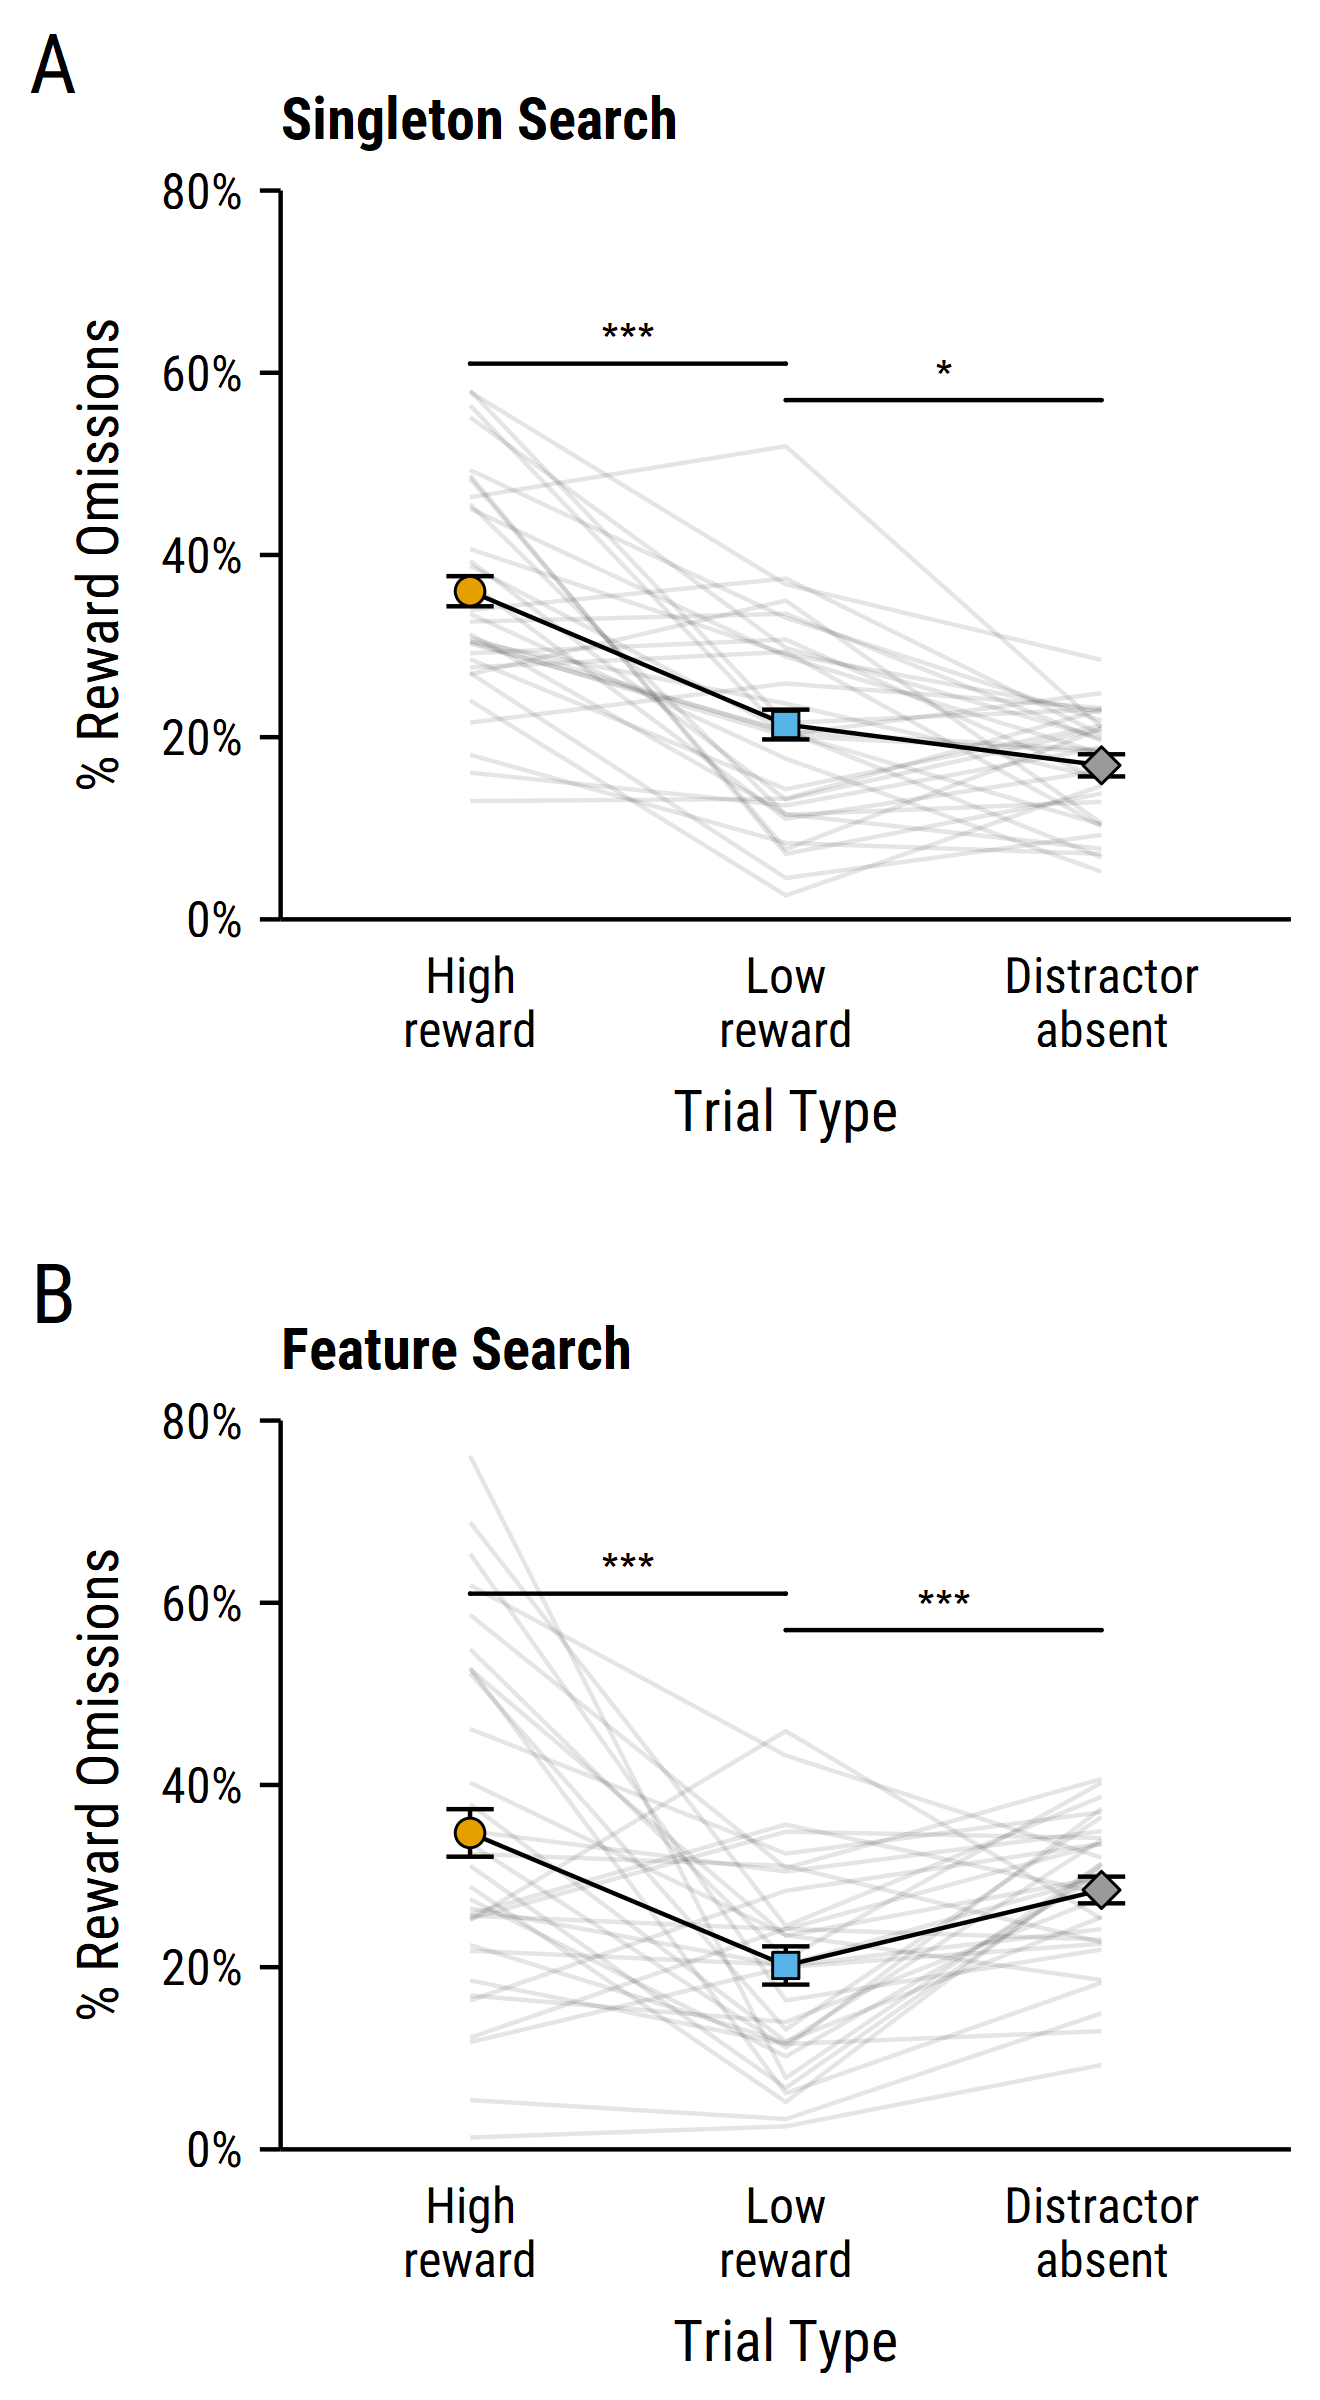 A
Singleton Search
80%
60%
40%
20%
0%
% Reward Omissions
***
*
High
reward
Low
reward
Distractor
absent
Trial Type
B
Feature Search
80%
60%
40%
20%
0%
% Reward Omissions
***
***
High
reward
Low
reward
Distractor
absent
Trial Type